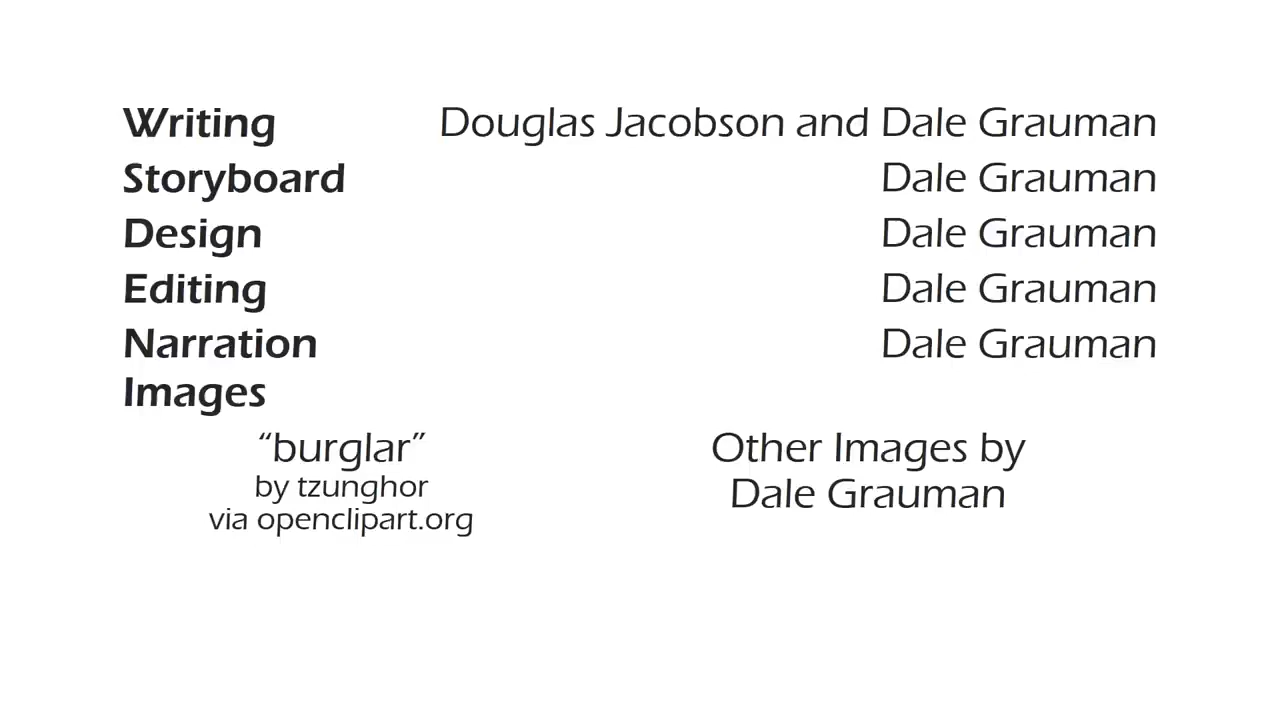 Writing Douglas Jacobson and Dale Grauman
Storyboard Dale Grauman
Design Dale Grauman
Editing Dale Grauman
Narration Dale Grauman
Images
“burglar”
by tzunghor
via openclipart.org
Other Images by
Dale Grauman